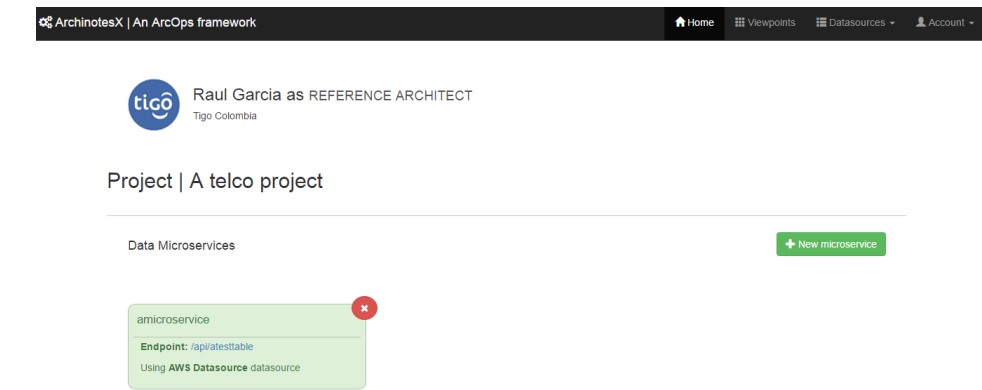 ArchinotesX | An ArcOps framework
Home Viewpoints Datasources Account
tigô
Raul Garcia as REFERENCE ARCHITECT
Tigo Colombia
Project | A telco project
Data Microservices
New microservice
amicroservice
Endpoint: /api/atesttable
Using AWS Datasource datasource